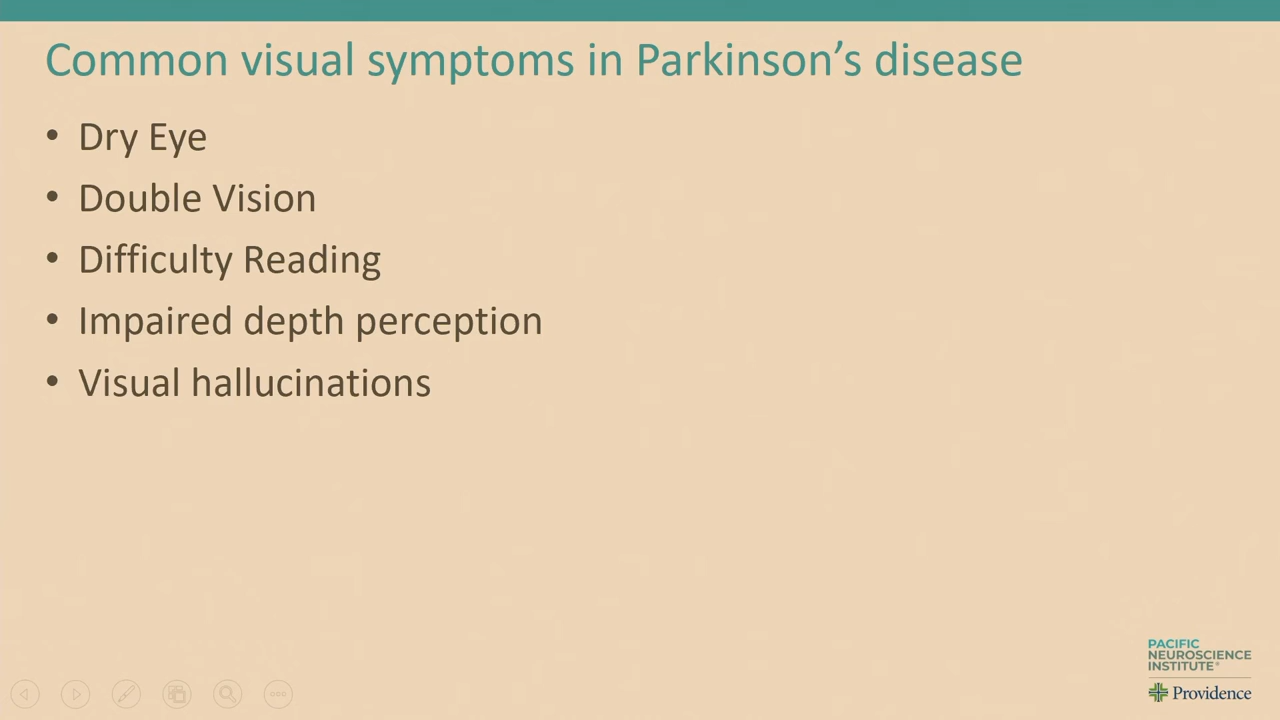 Common visual symptoms in Parkinson’s disease
• Dry Eye
• Double Vision
• Difficulty Reading
• Impaired depth perception
• Visual hallucinations
PACIFIC
NEUROSCIENCE
INSTITUTE®
Providence